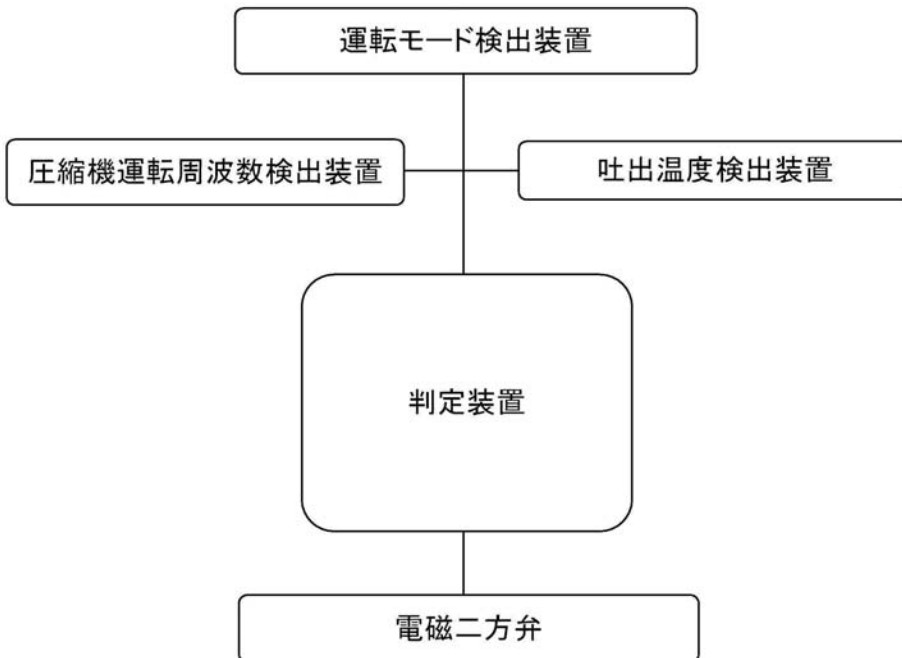 運転モード検出装置
圧縮機運転周波数検出装置
吐出温度検出装置
判定装置
電磁二方弁